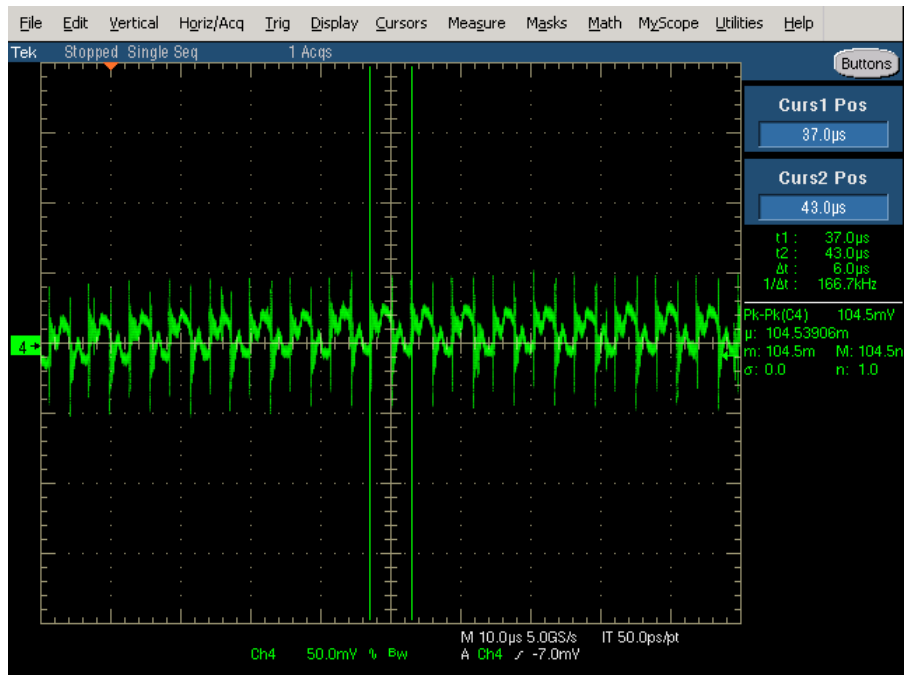 File Edit Vertical Horiz/Acq Trig Display Cursors Measure Masks Math MyScope Utilities Help
Tek Stopped Single Seq 1 Acqs
Buttons
Curs1 Pos
37.0µs
Curs2 Pos
43.0µs
t1 : 37.0µs
t2 : 43.0µs
Δt : 6.0µs
1/Δt : 166.7kHz
Pk-Pk(C4) 104.5mV
µ: 104.53906m
m: 104.5m M: 104.5n
σ: 0.0 n: 1.0
4
Ch4 50.0mV Bw
M 10.0µs 5.0GS/s IT 50.0ps/pt
A Ch4 -7.0mV